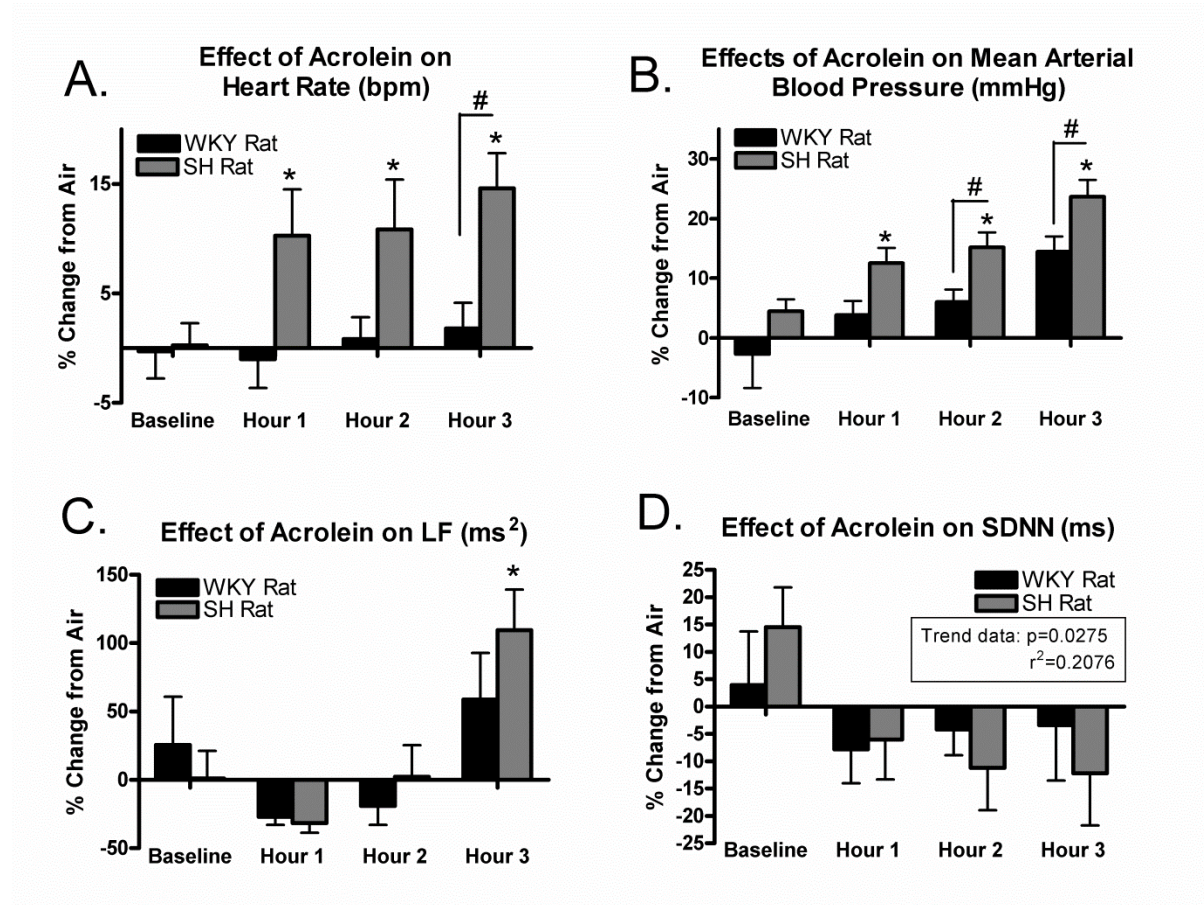 A.
Effect of Acrolein on
Heart Rate (bpm)
WKY Rat
SH Rat
#
*
*
*
% Change from Air
15
5
-5
Baseline Hour 1 Hour 2 Hour 3
B.
Effects of Acrolein on Mean Arterial
Blood Pressure (mmHg)
WKY Rat
SH Rat
#
#
*
*
*
% Change from Air
30
20
10
0
-10
Baseline Hour 1 Hour 2 Hour 3
C.
Effect of Acrolein on LF (ms²)
WKY Rat
SH Rat
*
% Change from Air
150
100
50
0
-50
Baseline Hour 1 Hour 2 Hour 3
D.
Effect of Acrolein on SDNN (ms)
WKY Rat
SH Rat
Trend data: p=0.0275
r²=0.2076
% Change from Air
25
20
15
10
5
0
-5
-10
-15
-20
-25
Baseline Hour 1 Hour 2 Hour 3